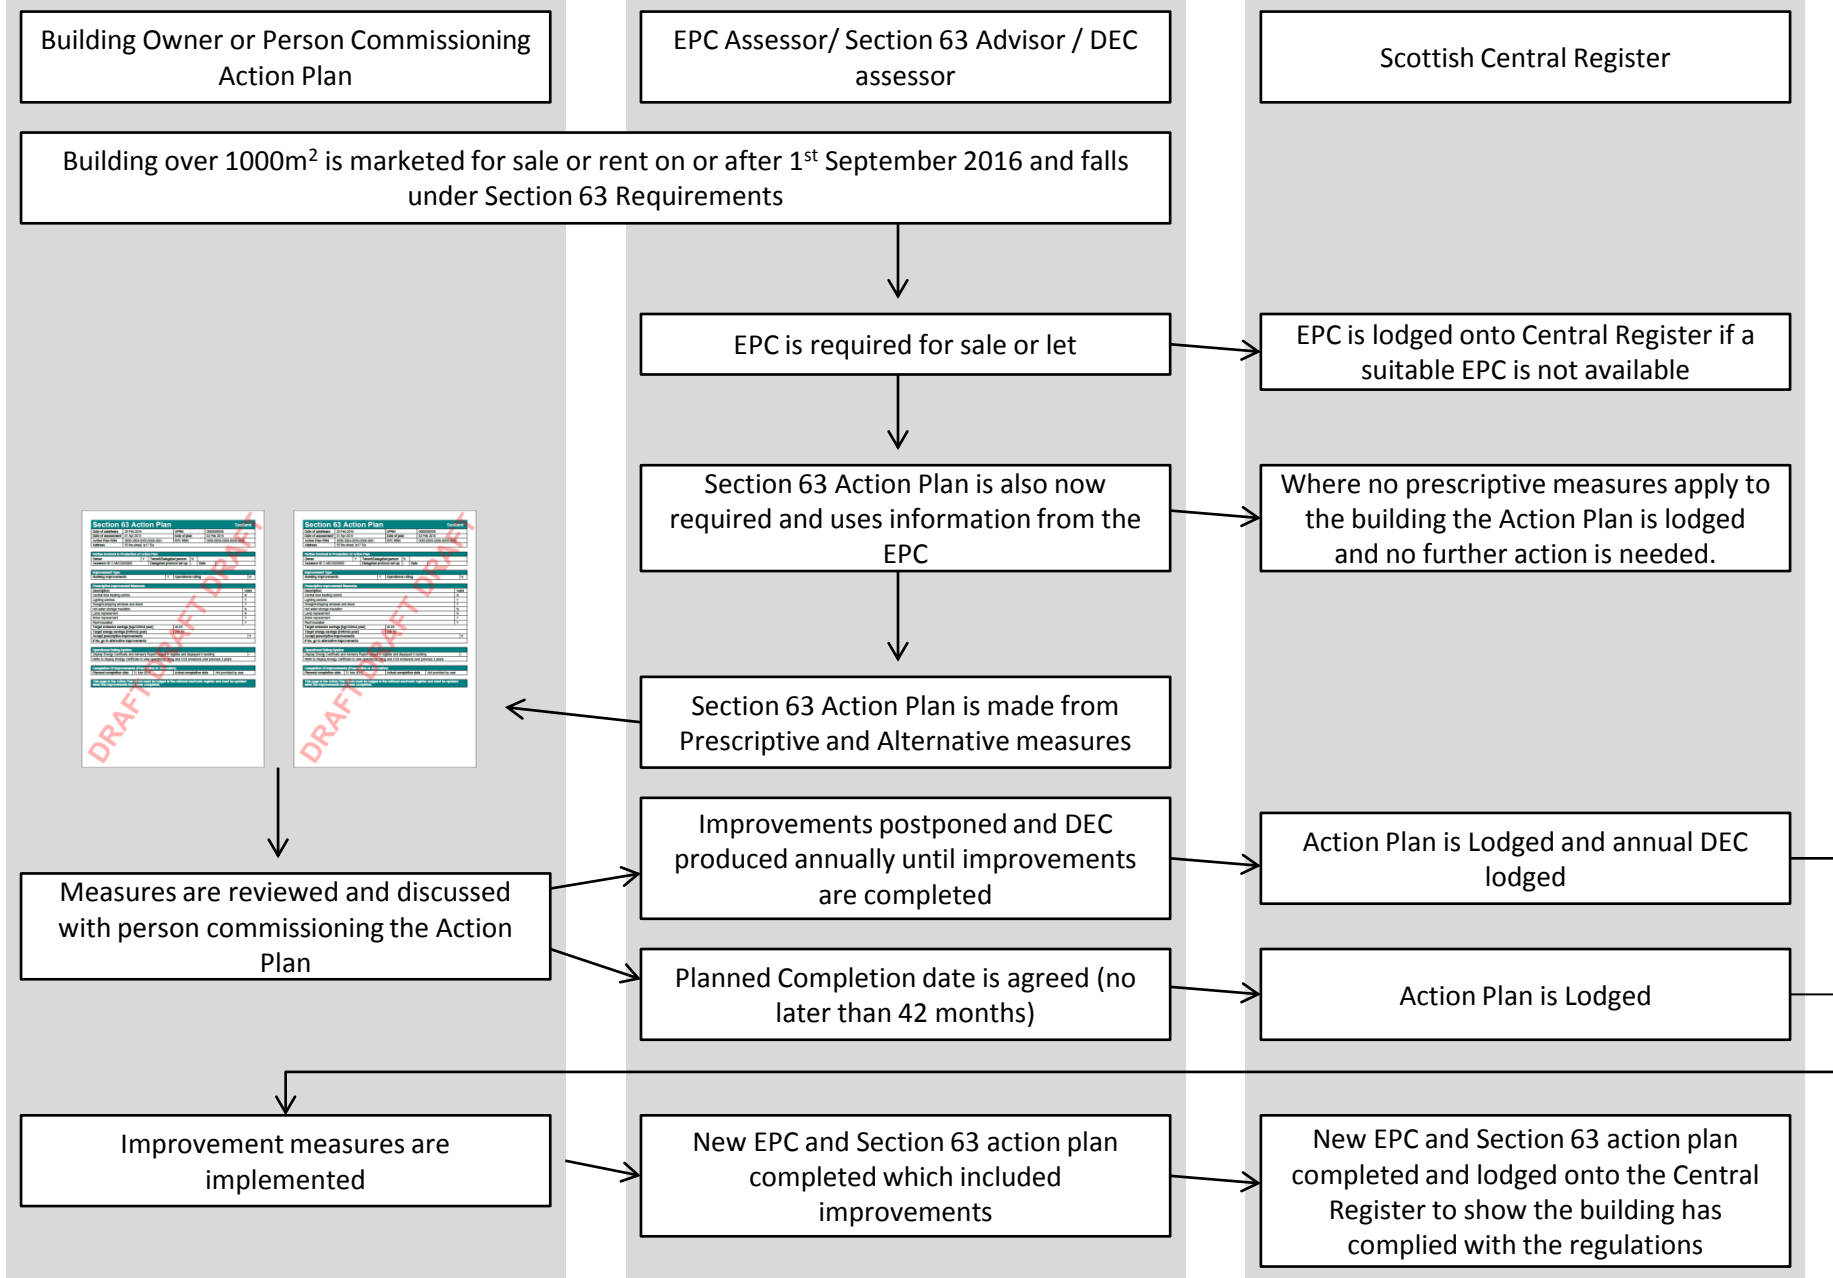 Building Owner or Person Commissioning
Action Plan
EPC Assessor/ Section 63 Advisor / DEC
assessor
Scottish Central Register
Building over 1000m² is marketed for sale or rent on or after 1st September 2016 and falls
under Section 63 Requirements
EPC is required for sale or let
EPC is lodged onto Central Register if a
suitable EPC is not available
Section 63 Action Plan is also now
required and uses information from the
EPC
Where no prescriptive measures apply to
the building the Action Plan is lodged
and no further action is needed.
Section 63 Action Plan
DRAFT DRAFT DRAFT
Section 63 Action Plan
DRAFT DRAFT DRAFT
Section 63 Action Plan is made from
Prescriptive and Alternative measures
Measures are reviewed and discussed
with person commissioning the Action
Plan
Improvements postponed and DEC
produced annually until improvements
are completed
Action Plan is Lodged and annual DEC
lodged
Planned Completion date is agreed (no
later than 42 months)
Action Plan is Lodged
Improvement measures are
implemented
New EPC and Section 63 action plan
completed which included
improvements
New EPC and Section 63 action plan
completed and lodged onto the Central
Register to show the building has
complied with the regulations